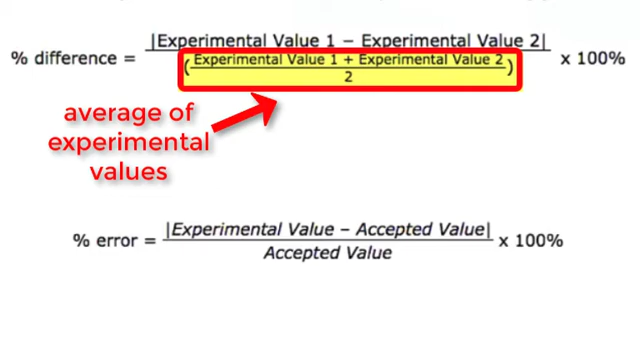 |Experimental Value 1 − Experimental Value 2|
% difference = (Experimental Value 1 + Experimental Value 2) x 100%
2
average of
experimental
values
|Experimental Value − Accepted Value|
% error = x 100%
Accepted Value